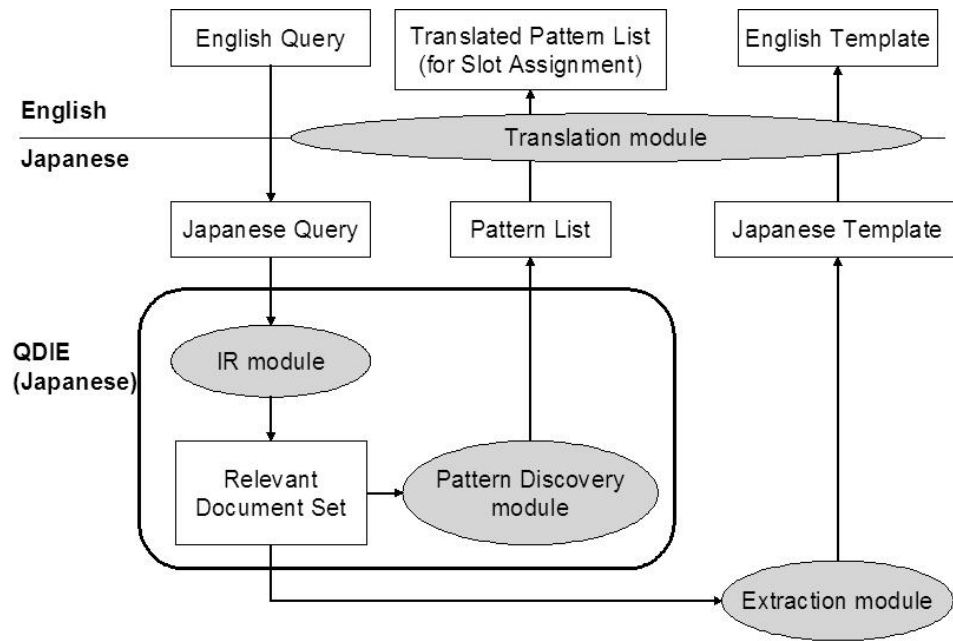 English Query
Translated Pattern List
(for Slot Assignment)
English Template
English
Translation module
Japanese
Japanese Query
Pattern List
Japanese Template
QDIE
(Japanese)
IR module
Relevant
Document Set
Pattern Discovery
module
Extraction module